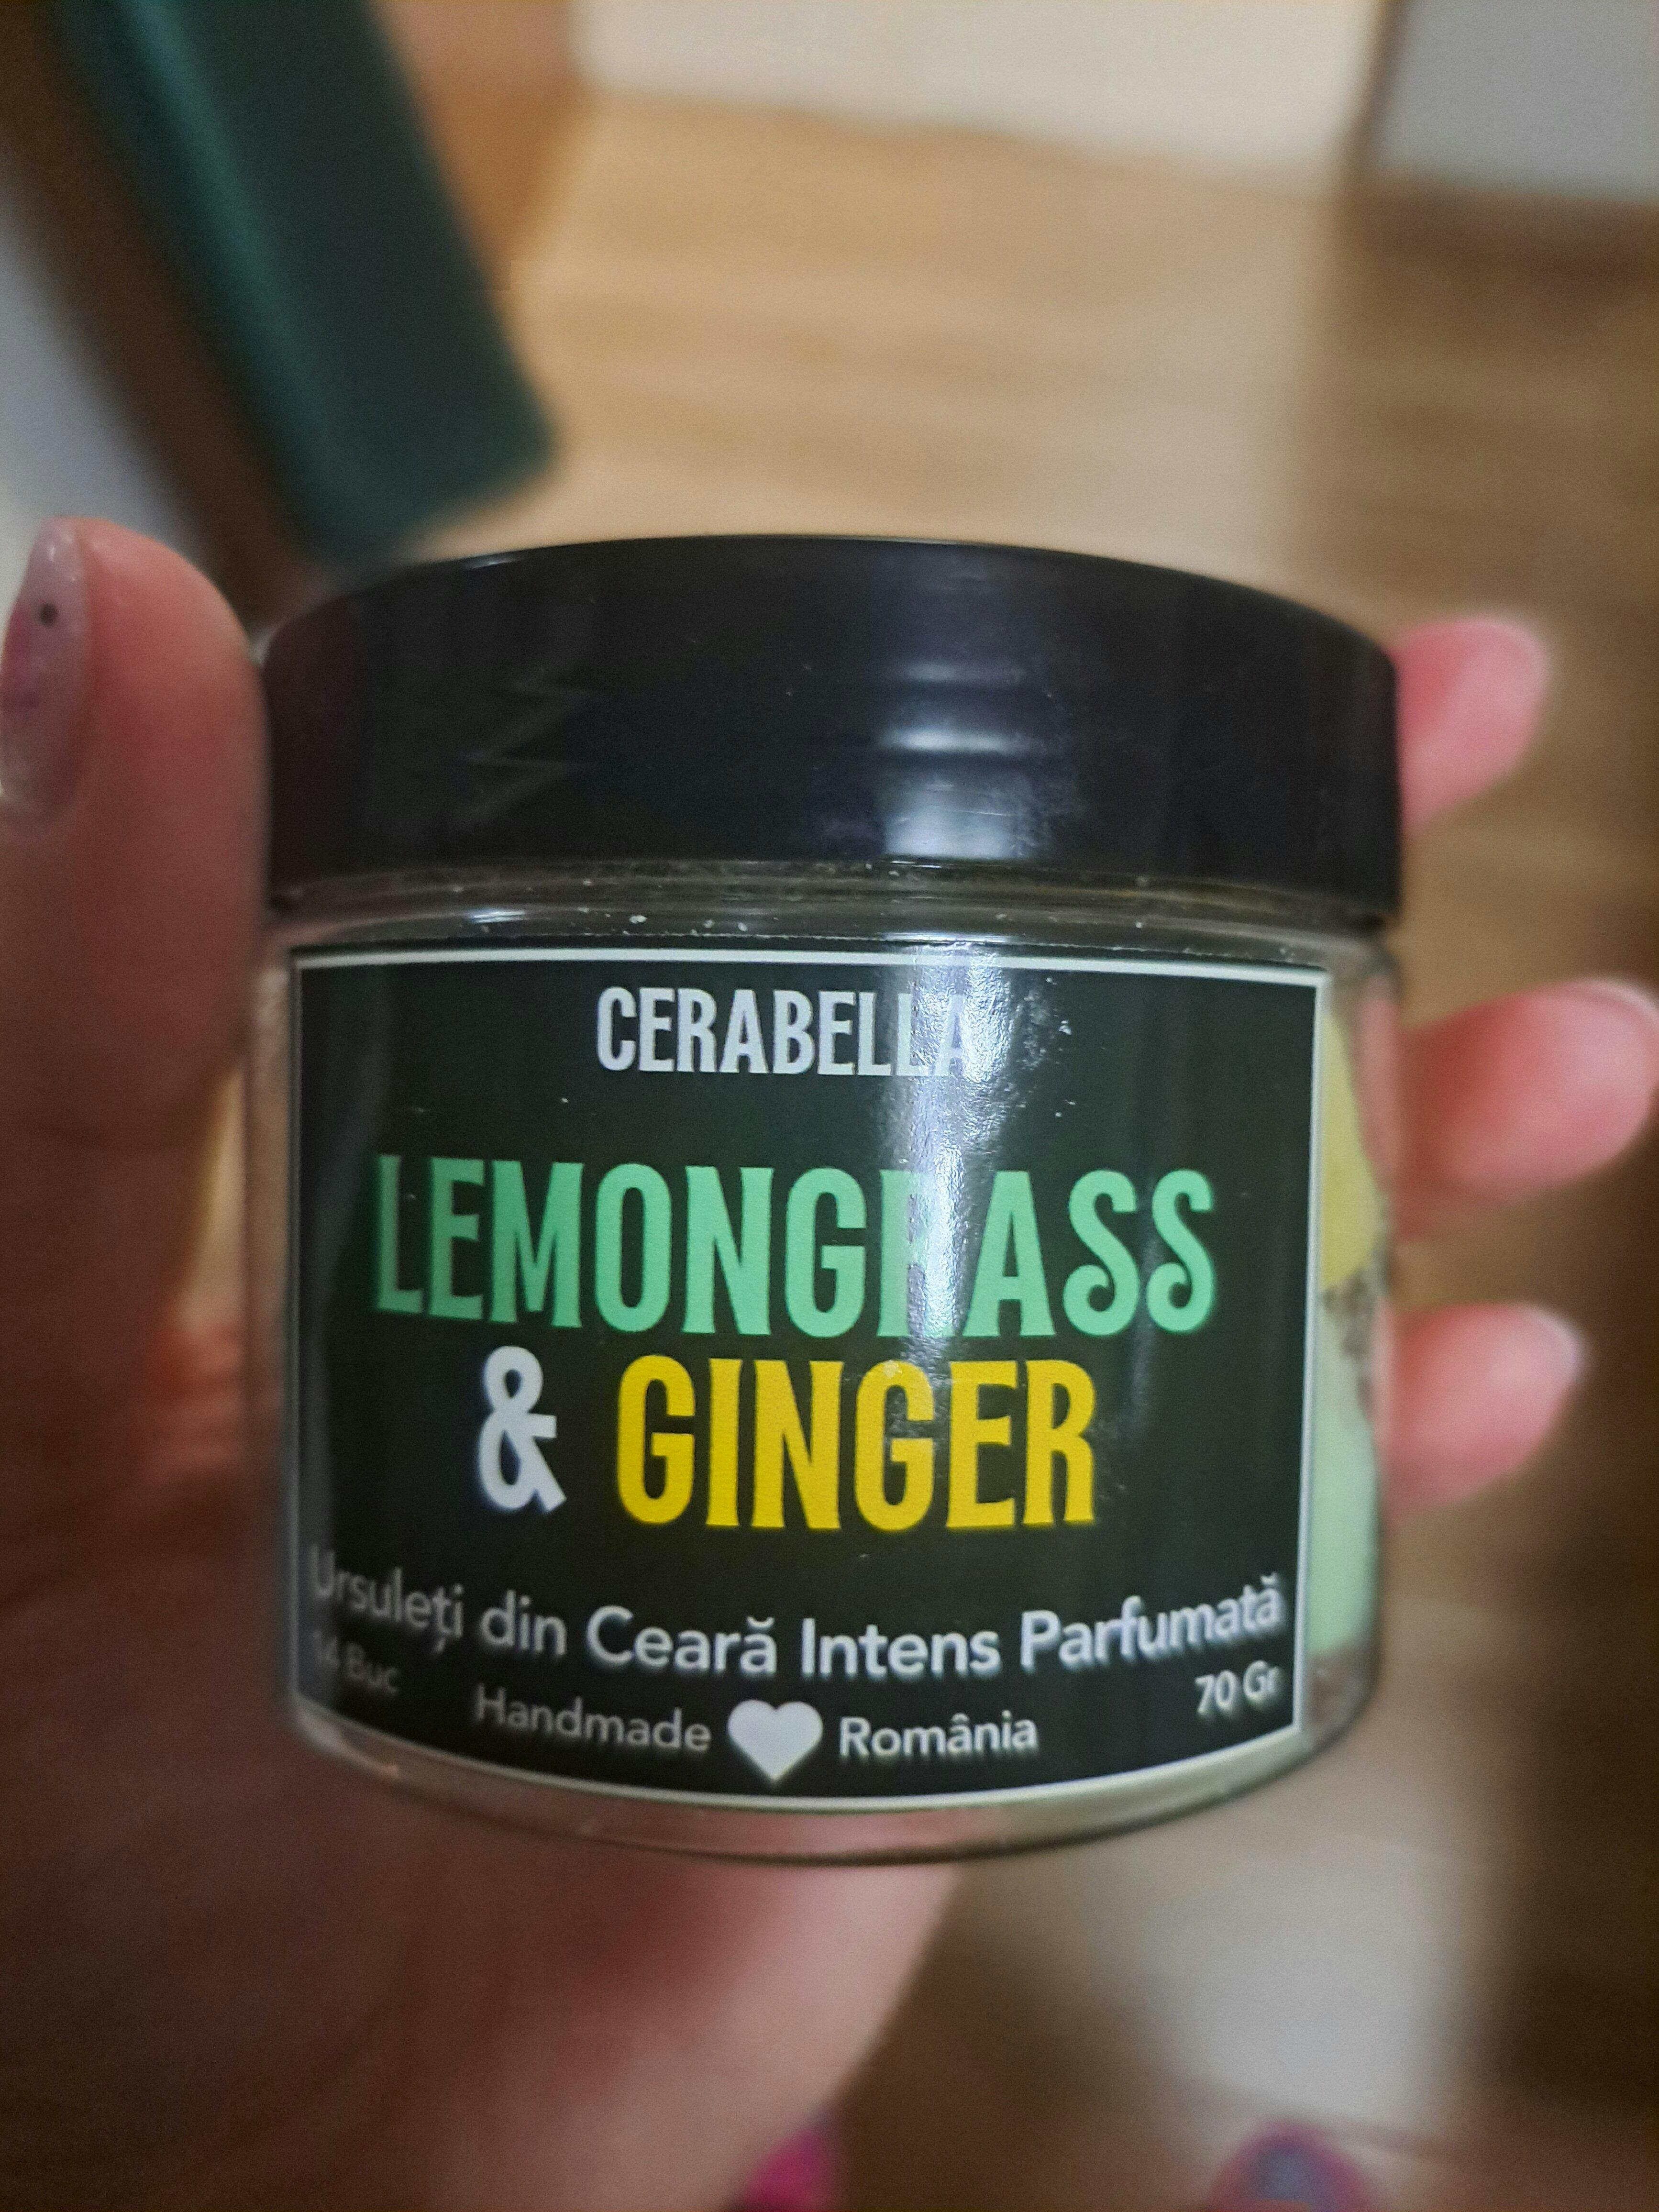 CERABELLA
LEMONGRASS
& GINGER
Ursuleți din Ceară Intens Parfumată
14 Buc
70 Gr
Handmade România